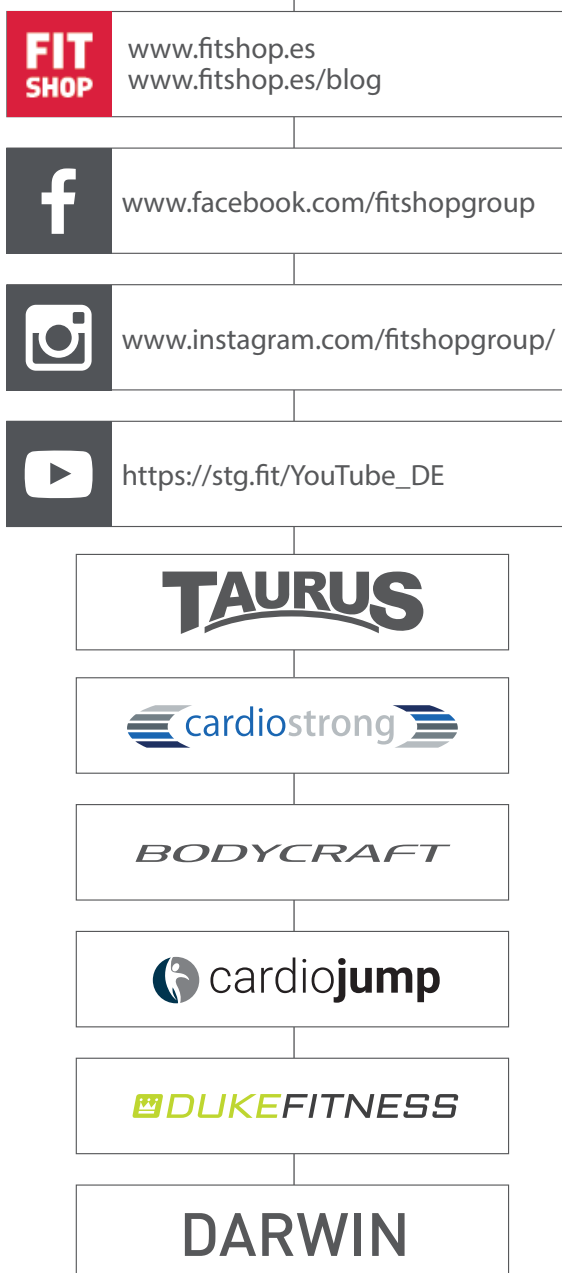 FIT
SHOP
www.fitshop.es
www.fitshop.es/blog
f
www.facebook.com/fitshopgroup
www.instagram.com/fitshopgroup/
https://stg.fit/YouTube_DE
TAURUS
cardiostrong
BODYCRAFT
cardiojump
DUKEFITNESS
DARWIN